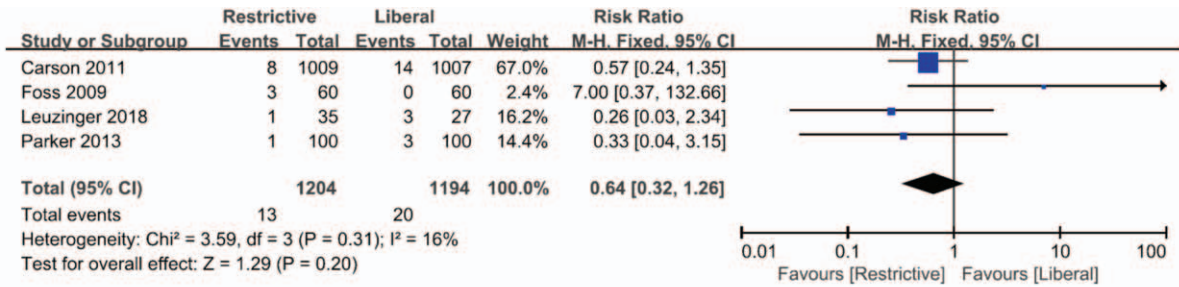 Restrictive Liberal Risk Ratio Risk Ratio
Study or Subgroup Events Total Events Total Weight M-H. Fixed. 95% CI M-H. Fixed. 95% CI
Carson 2011 8 1009 14 1007 67.0% 0.57 [0.24, 1.35]
Foss 2009 3 60 0 60 2.4% 7.00 [0.37, 132.66]
Leuzinger 2018 1 35 3 27 16.2% 0.26 [0.03, 2.34]
Parker 2013 1 100 3 100 14.4% 0.33 [0.04, 3.15]
Total (95% CI) 1204 1194 100.0% 0.64 [0.32, 1.26]
Total events 13 20
Heterogeneity: Chi² = 3.59, df = 3 (P = 0.31); I² = 16%
Test for overall effect: Z = 1.29 (P = 0.20)
0.01 0.1 1 10 100
Favours [Restrictive] Favours [Liberal]